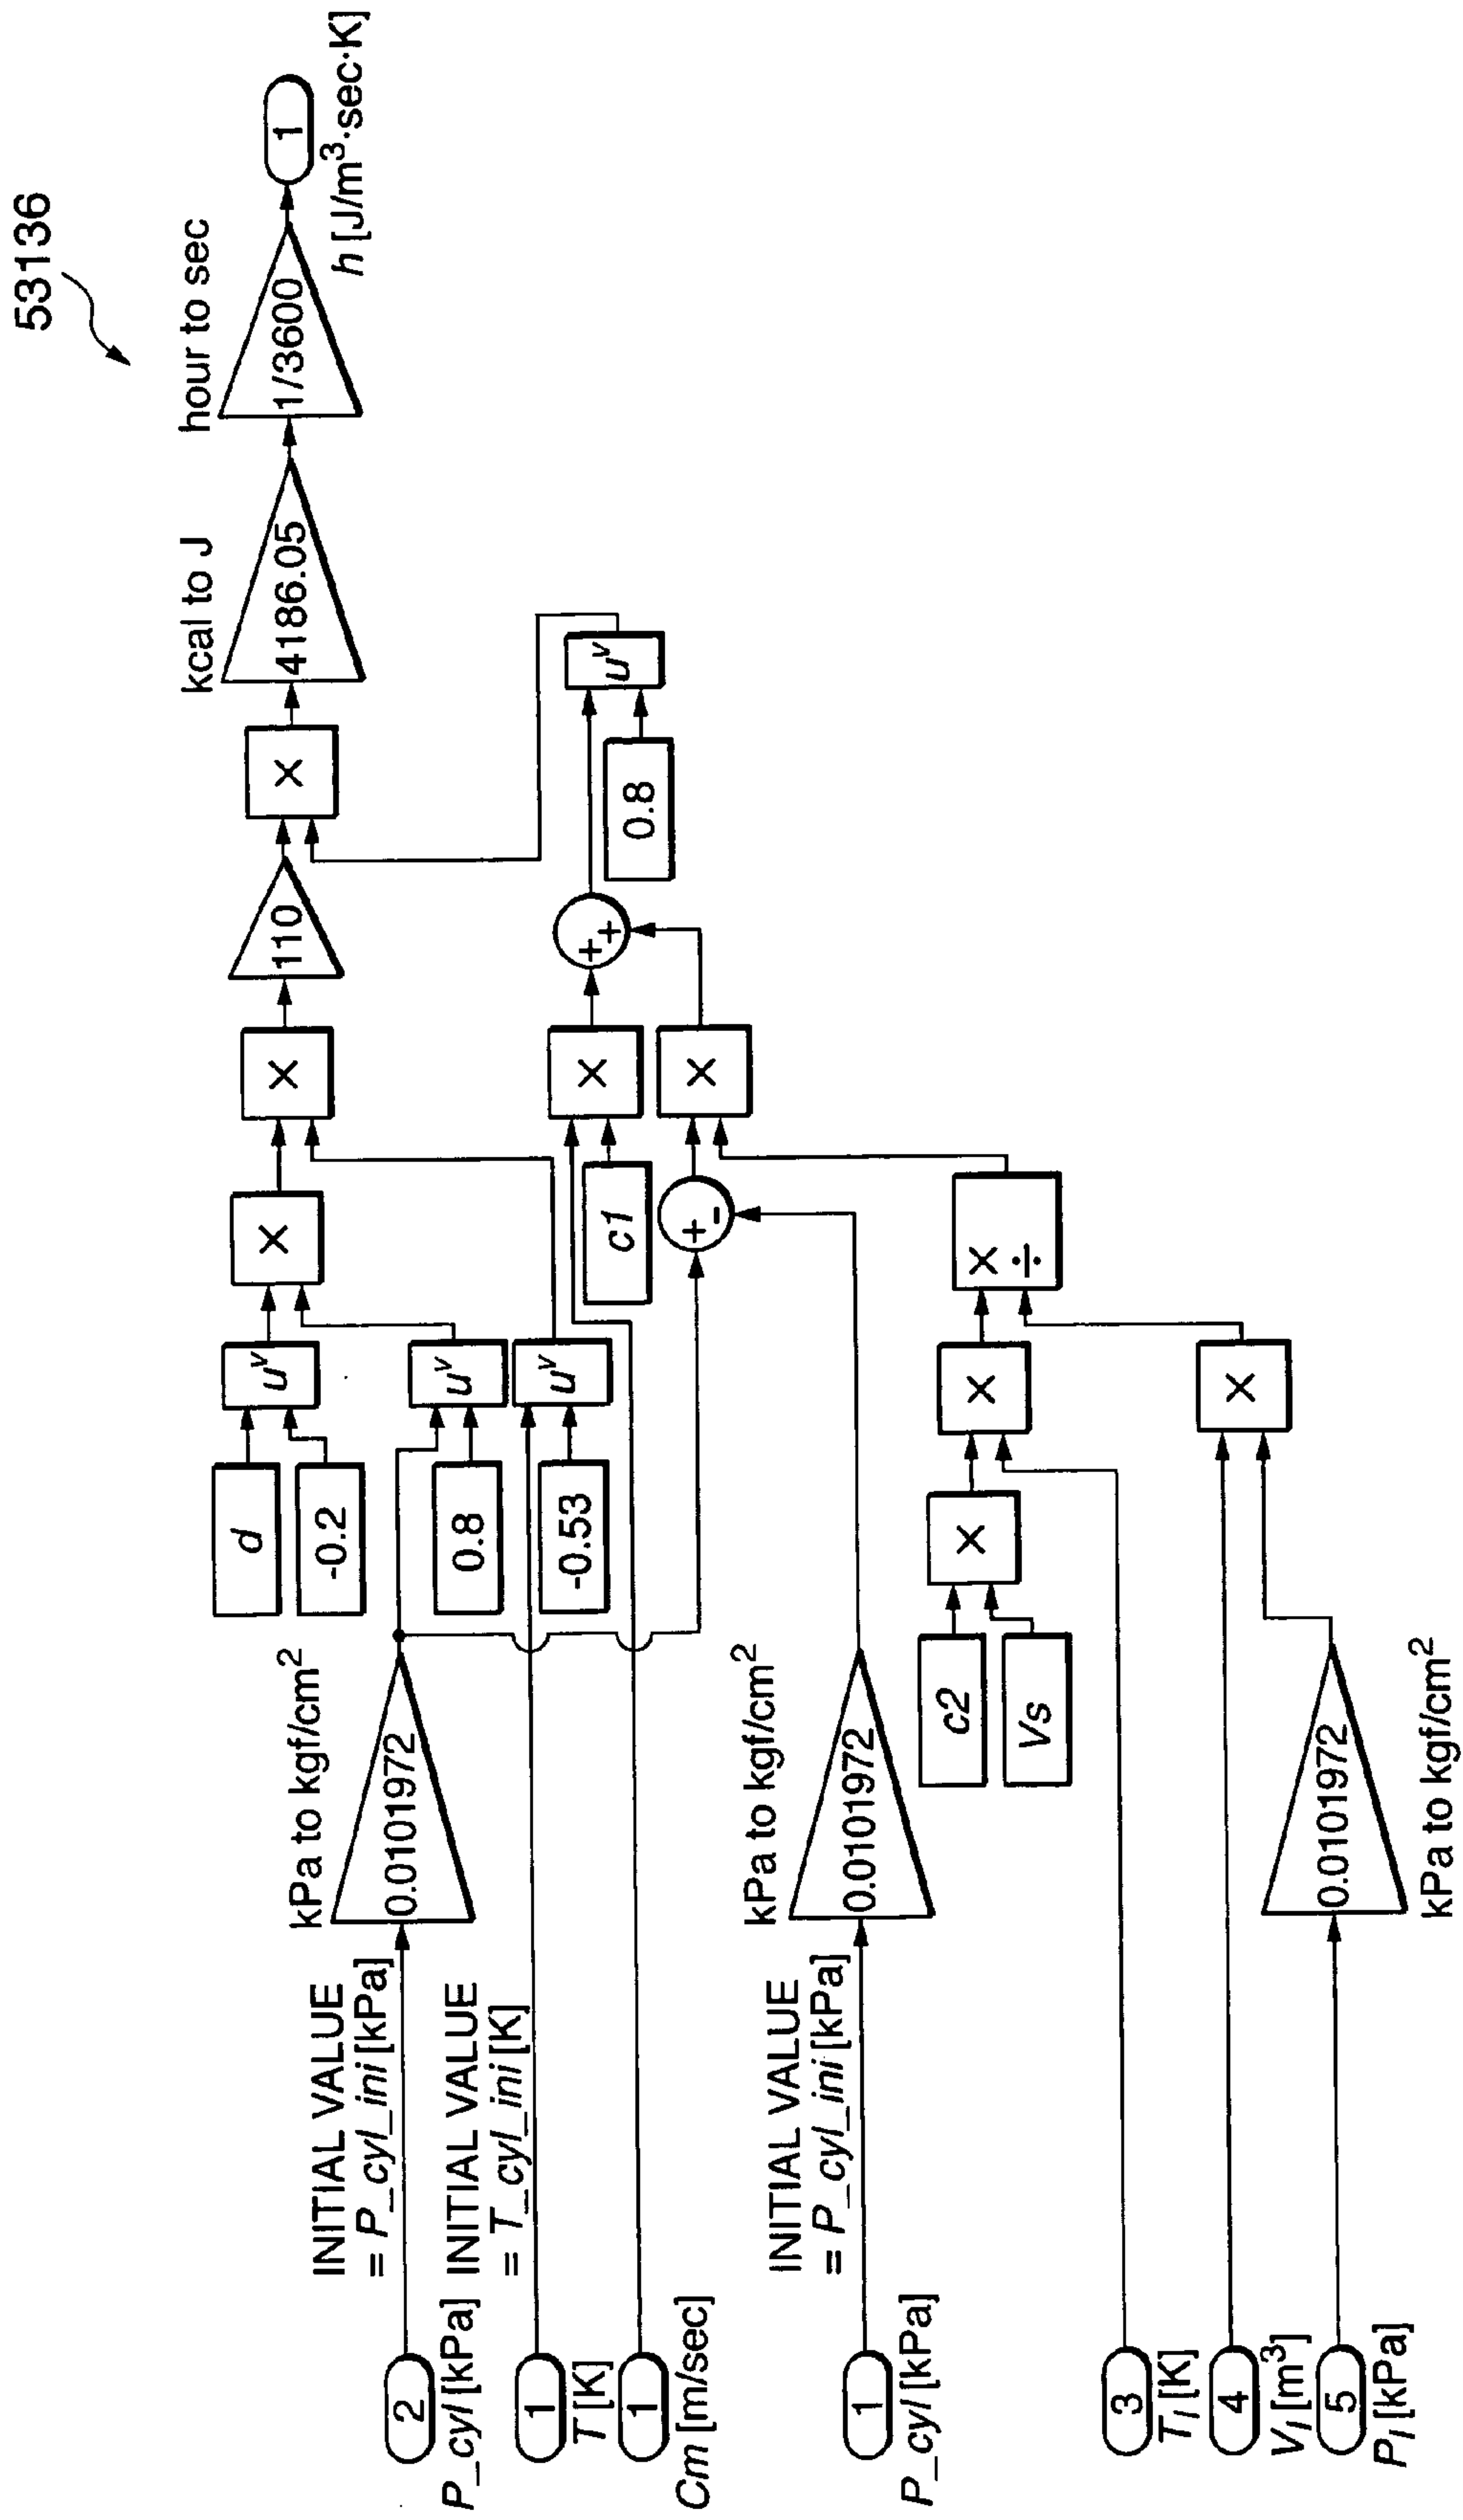 53136
hour to sec
kcal to J
1
h [J/m³·sec·K]
1/3600
4186.05
×
110
×
×
u^v
d
-0.2
u^v
0.8
u^v
-0.53
u^v
0.8
+
+
×
c1
×
+
-
×
÷
×
×
c2
Vs
×
kPa to kgf/cm²
0.0101972
INITIAL VALUE
= P_cyl_ini [kPa]
2
P_cyl [kPa]
INITIAL VALUE
= T_cyl_ini [K]
1
T [K]
1
Cm [m/sec]
kPa to kgf/cm²
0.0101972
INITIAL VALUE
= P_cyl_ini [kPa]
1
P_cyl [kPa]
3
T_l [K]
4
V_l [m³]
5
P_l [kPa]
0.0101972
kPa to kgf/cm²